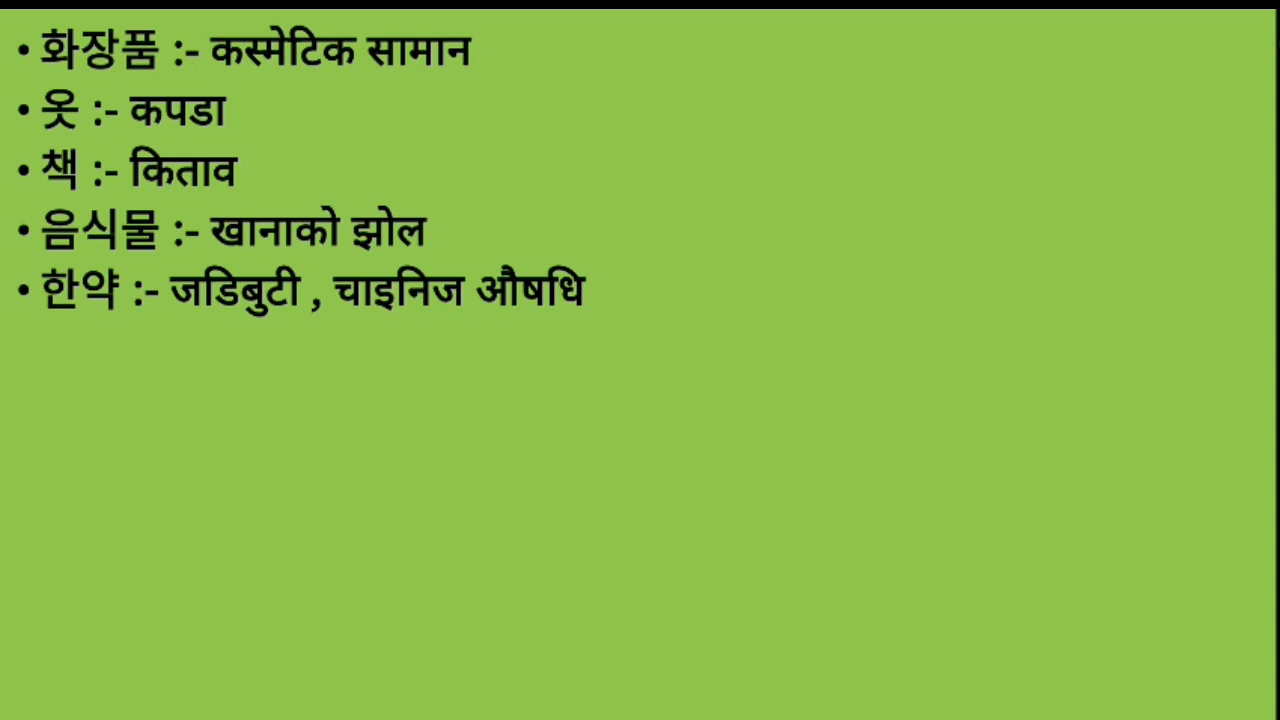 • 화장품 :- कस्मेटिक सामान
• 옷 :- कपडा
• 책 :- किताव
• 음식물 :- खानाको झोल
• 한약 :- जडिबुटी , चाइनिज औषधि